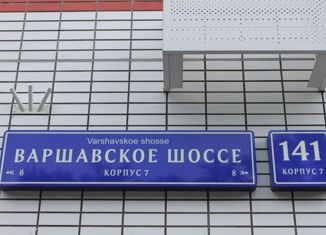 Varshavskoe shosse
ВАРШАВСКОЕ ШОССЕ
« 6 КОРПУС 7 8 »
141
КОРПУС 7